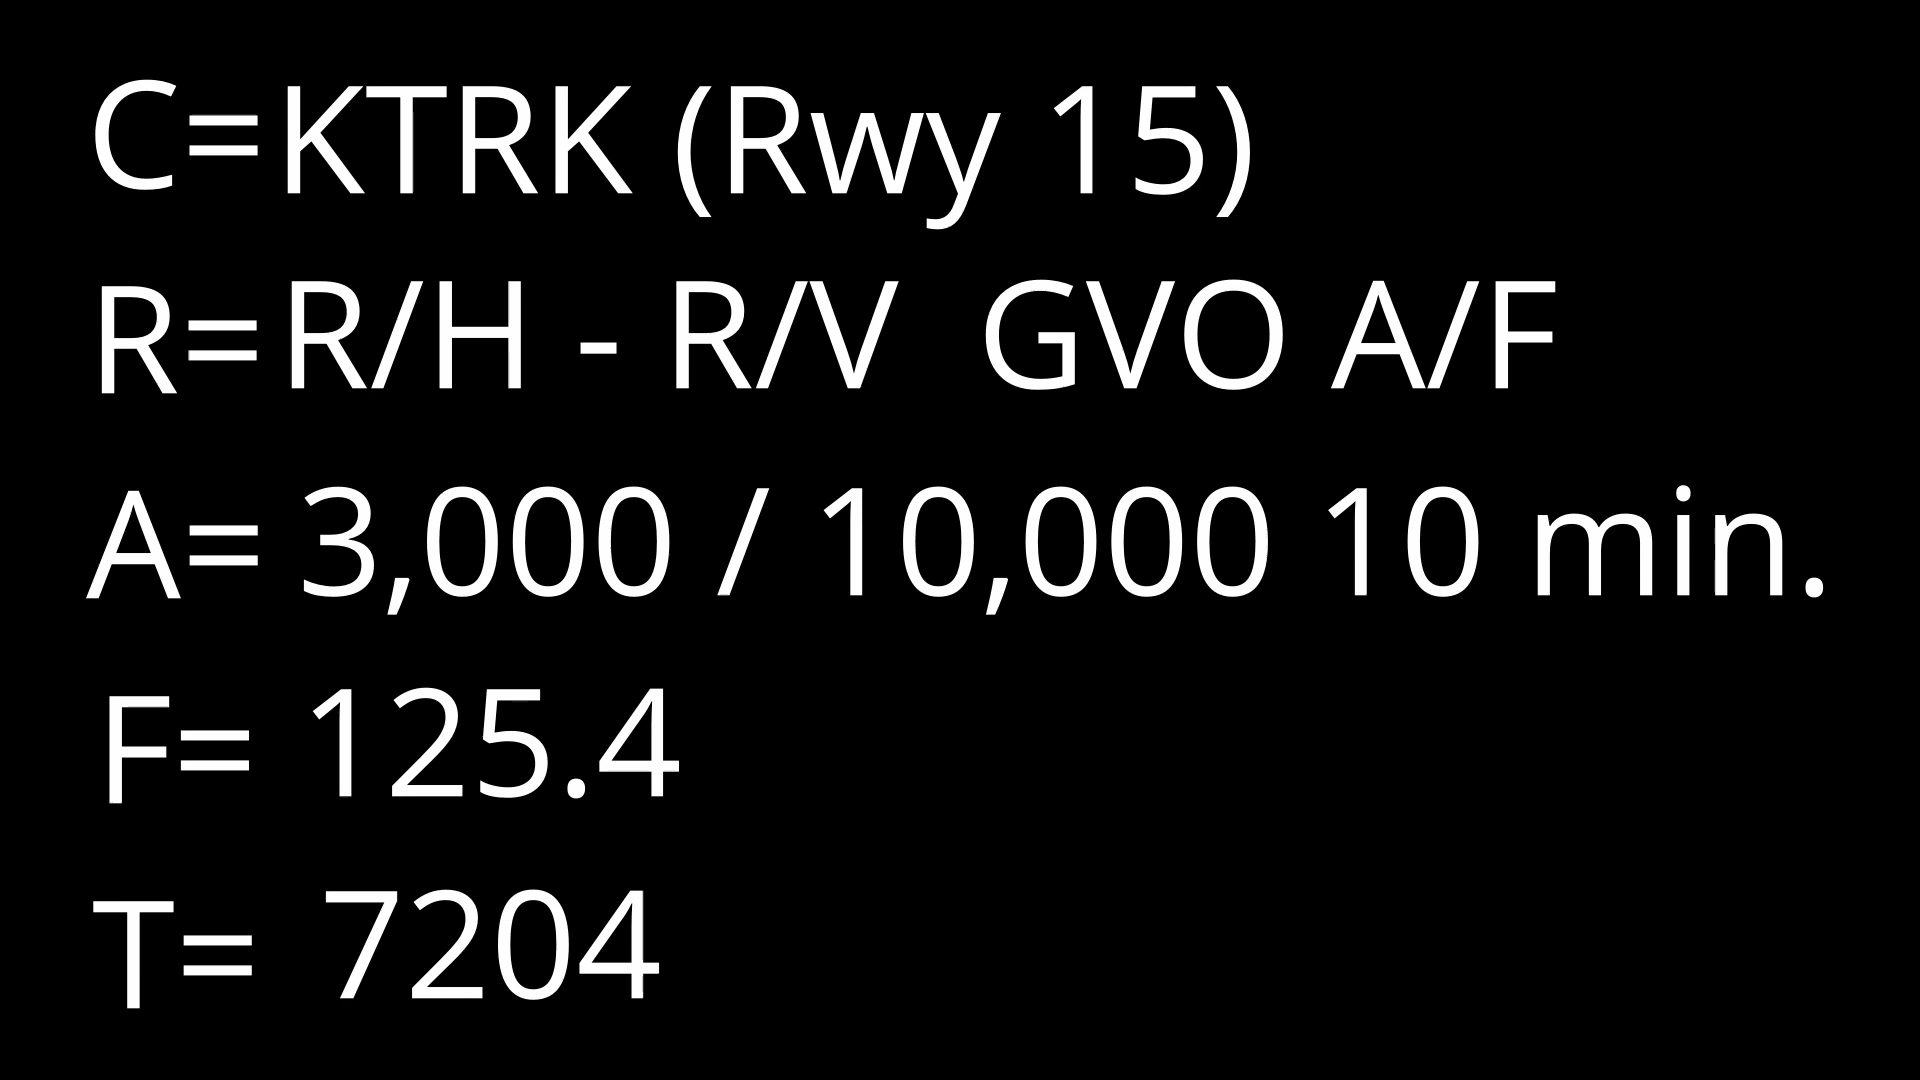 C=KTRK (Rwy 15)
R=R/H - R/V GVO A/F
A= 3,000 / 10,000 10 min.
F= 125.4
T= 7204